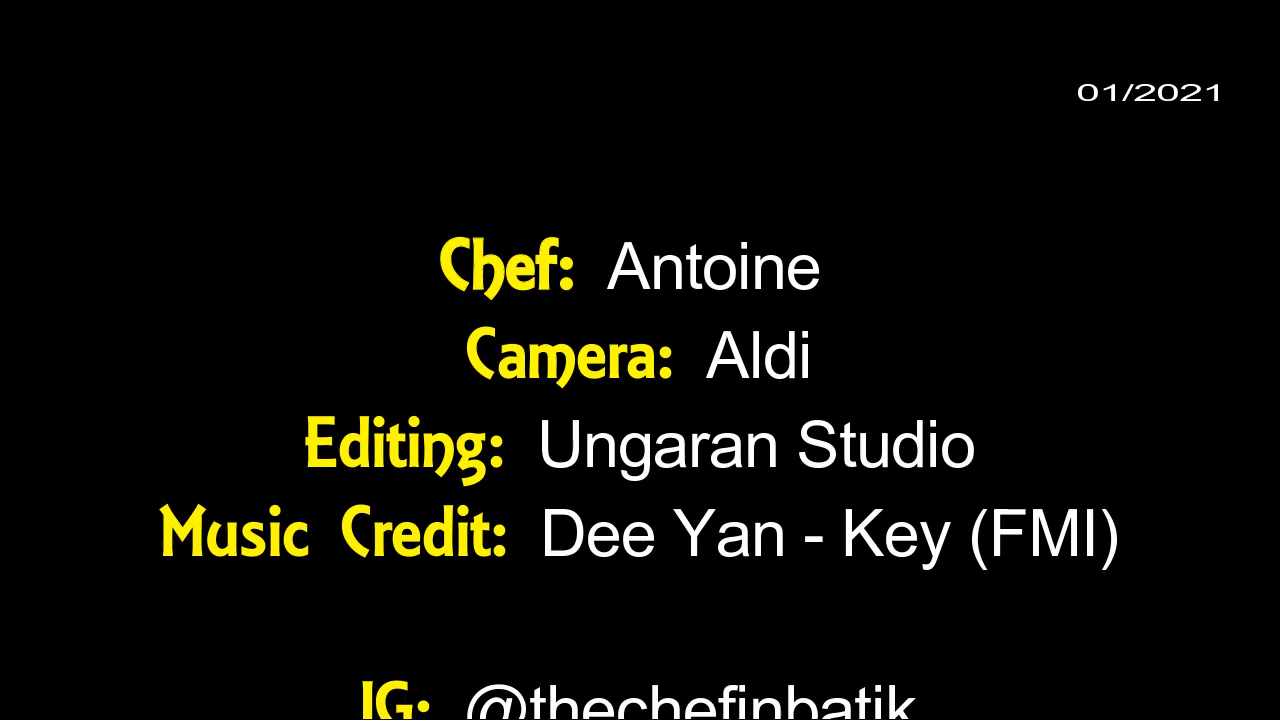 01/2021
Chef: Antoine
Camera: Aldi
Editing: Ungaran Studio
Music Credit: Dee Yan - Key (FMI)
IG: @thechefinbatik